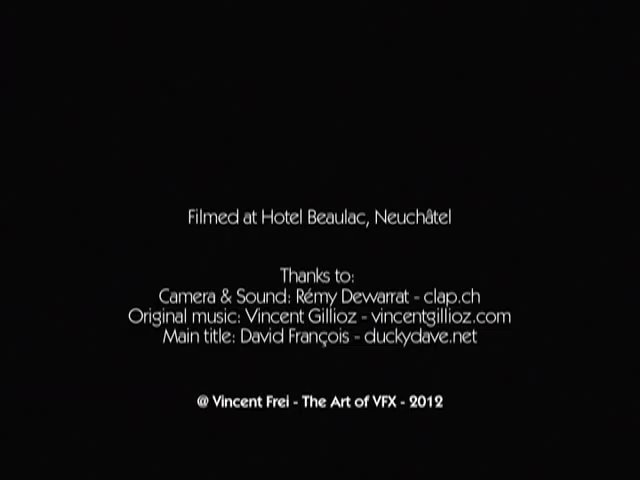 Filmed at Hotel Beaulac, Neuchâtel
Thanks to:
Camera & Sound: Rémy Dewarrat - clap.ch
Original music: Vincent Gillioz - vincentgillioz.com
Main title: David François - duckydave.net
@ Vincent Frei - The Art of VFX - 2012